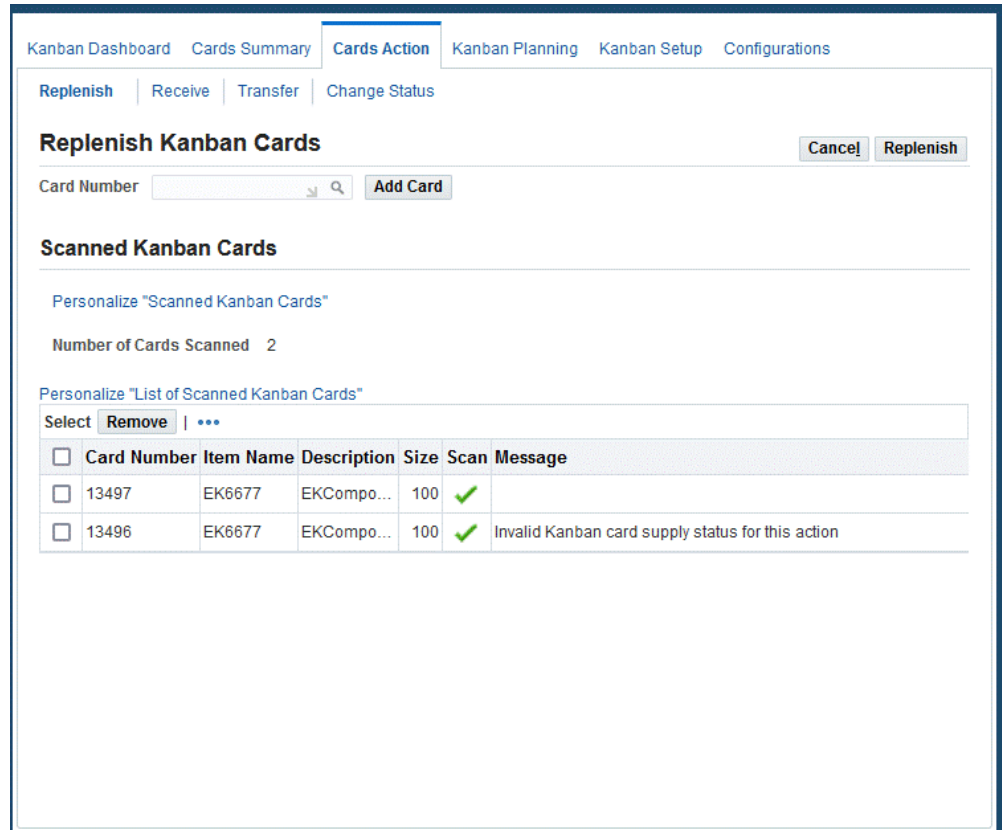 Kanban Dashboard Cards Summary Cards Action Kanban Planning Kanban Setup Configurations
Replenish Receive Transfer Change Status
Replenish Kanban Cards
Cancel Replenish
Card Number Add Card
Scanned Kanban Cards
Personalize "Scanned Kanban Cards"
Number of Cards Scanned 2
Personalize "List of Scanned Kanban Cards"
Select Remove | •••
Card Number Item Name Description Size Scan Message
13497 EK6677 EKCompo... 100
13496 EK6677 EKCompo... 100 Invalid Kanban card supply status for this action